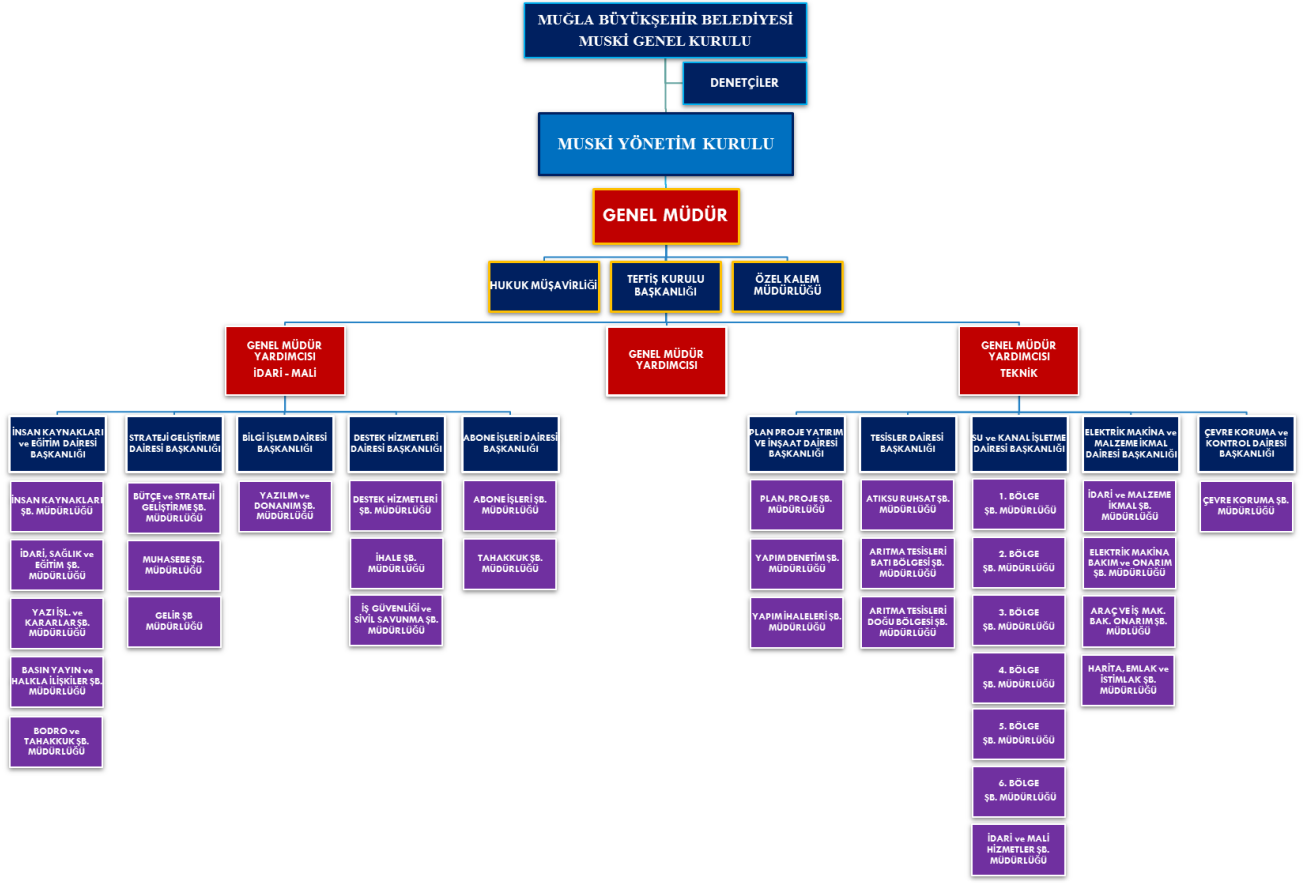 MUĞLA BÜYÜKŞEHİR BELEDİYESİ
MUSKİ GENEL KURULU
DENETÇİLER
MUSKİ YÖNETİM KURULU
GENEL MÜDÜR
HUKUK MÜŞAVİRLİĞİ
TEFTİŞ KURULU
BAŞKANLIĞI
ÖZEL KALEM
MÜDÜRLÜĞÜ
GENEL MÜDÜR
YARDIMCISI
İDARİ - MALİ
GENEL MÜDÜR
YARDIMCISI
GENEL MÜDÜR
YARDIMCISI
TEKNİK
İNSAN KAYNAKLARI
ve EĞİTİM DAİRESİ
BAŞKANLIĞI
İNSAN KAYNAKLARI
ŞB. MÜDÜRLÜĞÜ
İDARİ, SAĞLIK ve
EĞİTİM ŞB.
MÜDÜRLÜĞÜ
YAZI İŞL. ve
KARARLAR ŞB.
MÜDÜRLÜĞÜ
BASIN YAYIN ve
HALKLA İLİŞKİLER ŞB.
MÜDÜRLÜĞÜ
BODRO ve
TAHAKKUK ŞB.
MÜDÜRLÜĞÜ
STRATEJİ GELİŞTİRME
DAİRESİ BAŞKANLIĞI
BÜTÇE ve STRATEJİ
GELİŞTİRME ŞB.
MÜDÜRLÜĞÜ
MUHASEBE ŞB.
MÜDÜRLÜĞÜ
GELİR ŞB
MÜDÜRLÜĞÜ
BİLGİ İŞLEM DAİRESİ
BAŞKANLIĞI
YAZILIM ve
DONANIM ŞB.
MÜDÜRLÜĞÜ
DESTEK HİZMETLERİ
DAİRESİ BAŞKANLIĞI
DESTEK HİZMETLERİ
ŞB. MÜDÜRLÜĞÜ
İHALE ŞB.
MÜDÜRLÜĞÜ
İŞ GÜVENLİĞİ ve
SİVİL SAVUNMA ŞB.
MÜDÜRLÜĞÜ
ABONE İŞLERİ DAİRESİ
BAŞKANLIĞI
ABONE İŞLERİ ŞB.
MÜDÜRLÜĞÜ
TAHAKKUK ŞB.
MÜDÜRLÜĞÜ
PLAN PROJE YATIRIM
VE İNŞAAT DAİRESİ
BAŞKANLIĞI
PLAN, PROJE ŞB.
MÜDÜRLÜĞÜ
YAPIM DENETİM ŞB.
MÜDÜRLÜĞÜ
YAPIM İHALELERİ ŞB.
MÜDÜRLÜĞÜ
TESİSLER DAİRESİ
BAŞKANLIĞI
ATIKSU RUHSAT ŞB.
MÜDÜRLÜĞÜ
ARITMA TESİSLERİ
BATI BÖLGESİ ŞB.
MÜDÜRLÜĞÜ
ARITMA TESİSLERİ
DOĞU BÖLGESİ ŞB.
MÜDÜRLÜĞÜ
SU ve KANAL İŞLETME
DAİRESİ BAŞKANLIĞI
1. BÖLGE
ŞB. MÜDÜRLÜĞÜ
2. BÖLGE
ŞB. MÜDÜRLÜĞÜ
3. BÖLGE
ŞB. MÜDÜRLÜĞÜ
4. BÖLGE
ŞB. MÜDÜRLÜĞÜ
5. BÖLGE
ŞB. MÜDÜRLÜĞÜ
6. BÖLGE
ŞB. MÜDÜRLÜĞÜ
İDARİ ve MALİ
HİZMETLER ŞB.
MÜDÜRLÜĞÜ
ELEKTRİK MAKİNA ve
MALZEME İKMAL
DAİRESİ BAŞKANLIĞI
İDARİ ve MALZEME
İKMAL ŞB.
MÜDÜRLÜĞÜ
ELEKTRİK MAKİNA
BAKIM ve ONARIM
ŞB. MÜDÜRLÜĞÜ
ARAÇ VE İŞ MAK.
BAK. ONARIM ŞB.
MÜDLÜĞÜ
HARİTA, EMLAK ve
İSTİMLAK ŞB.
MÜDÜRLÜĞÜ
ÇEVRE KORUMA ve
KONTROL DAİRESİ
BAŞKANLIĞI
ÇEVRE KORUMA ŞB.
MÜDÜRLÜĞÜ